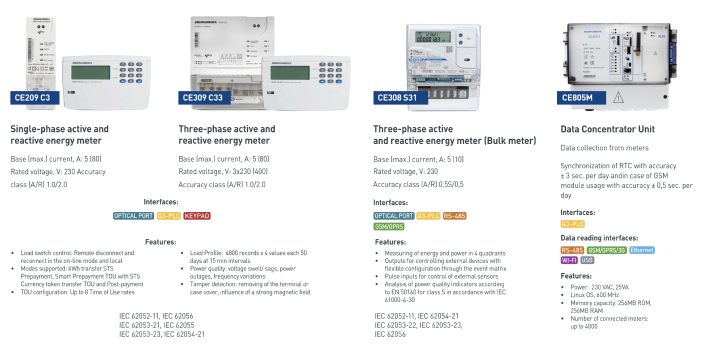 CE209 C3
CE309 C33
CE308 S31
CE805M
Single-phase active and
reactive energy meter
Base (max.) current, A: 5 (80)
Rated voltage, V: 230 Accuracy
class (A/R) 1.0/2.0
Three-phase active and
reactive energy meter
Base (max.) current, A: 5 (80)
Rated voltage, V: 3x230 (400)
Accuracy class (A/R) 1.0/2.0
Interfaces:
OPTICAL PORT G3-PLC KEYPAD
Features:
• Load switch control: Remote disconnect and
reconnect in the on-line mode and local
• Modes supported: kWh transfer STS
Prepayment, Smart Prepayment TOU with STS
Currency token transfer TOU and Post-payment
• TOU configuration: Up to 8 Time of Use rates
• Load Profile: 4800 records x 4 values each 50
days at 15 min intervals
• Power quality: voltage swell/ sags, power
outages, frequency variations
• Tamper detection: removing of the terminal or
case cover, influence of a strong magnetic field
IEC 62052-11, IEC 62056
IEC 62053-21, IEC 62055
IEC 62053-23, IEC 62054-21
Three-phase active
and reactive energy meter (Bulk meter)
Base (max.) current, A: 5 (10)
Rated voltage, V: 230
Accuracy class (A/R) 0,5S/0,5
Interfaces:
OPTICAL PORT G3-PLC RS-485
GSM/GPRS
Features:
• Measuring of energy and power in 4 quadrants
• Outputs for controlling external devices with
flexible configuration through the event matrix
• Pulse inputs for control of external sensors
• Analysis of power quality indicators according
to EN 50160 for class S in accordance with IEC
61000-4-30
IEC 62052-11, IEC 62054-21
IEC 62053-22, IEC 62053-23,
IEC 62056
Data Concentrator Unit
Data collection from meters
Synchronization of RTC with accuracy
± 3 sec. per day andin case of GSM
module usage with accuracy ± 0,5 sec. per
day
Interfaces:
G3-PLC
Data reading interfaces:
RS-485 GSM/GPRS/3G Ethernet
WI-FI USB
Features:
• Power: 230 VAC, 25VA
• Linux OS, 600 MHz
• Memory capacity: 256MB ROM,
256MB RAM
• Number of connected meters:
up to 4000